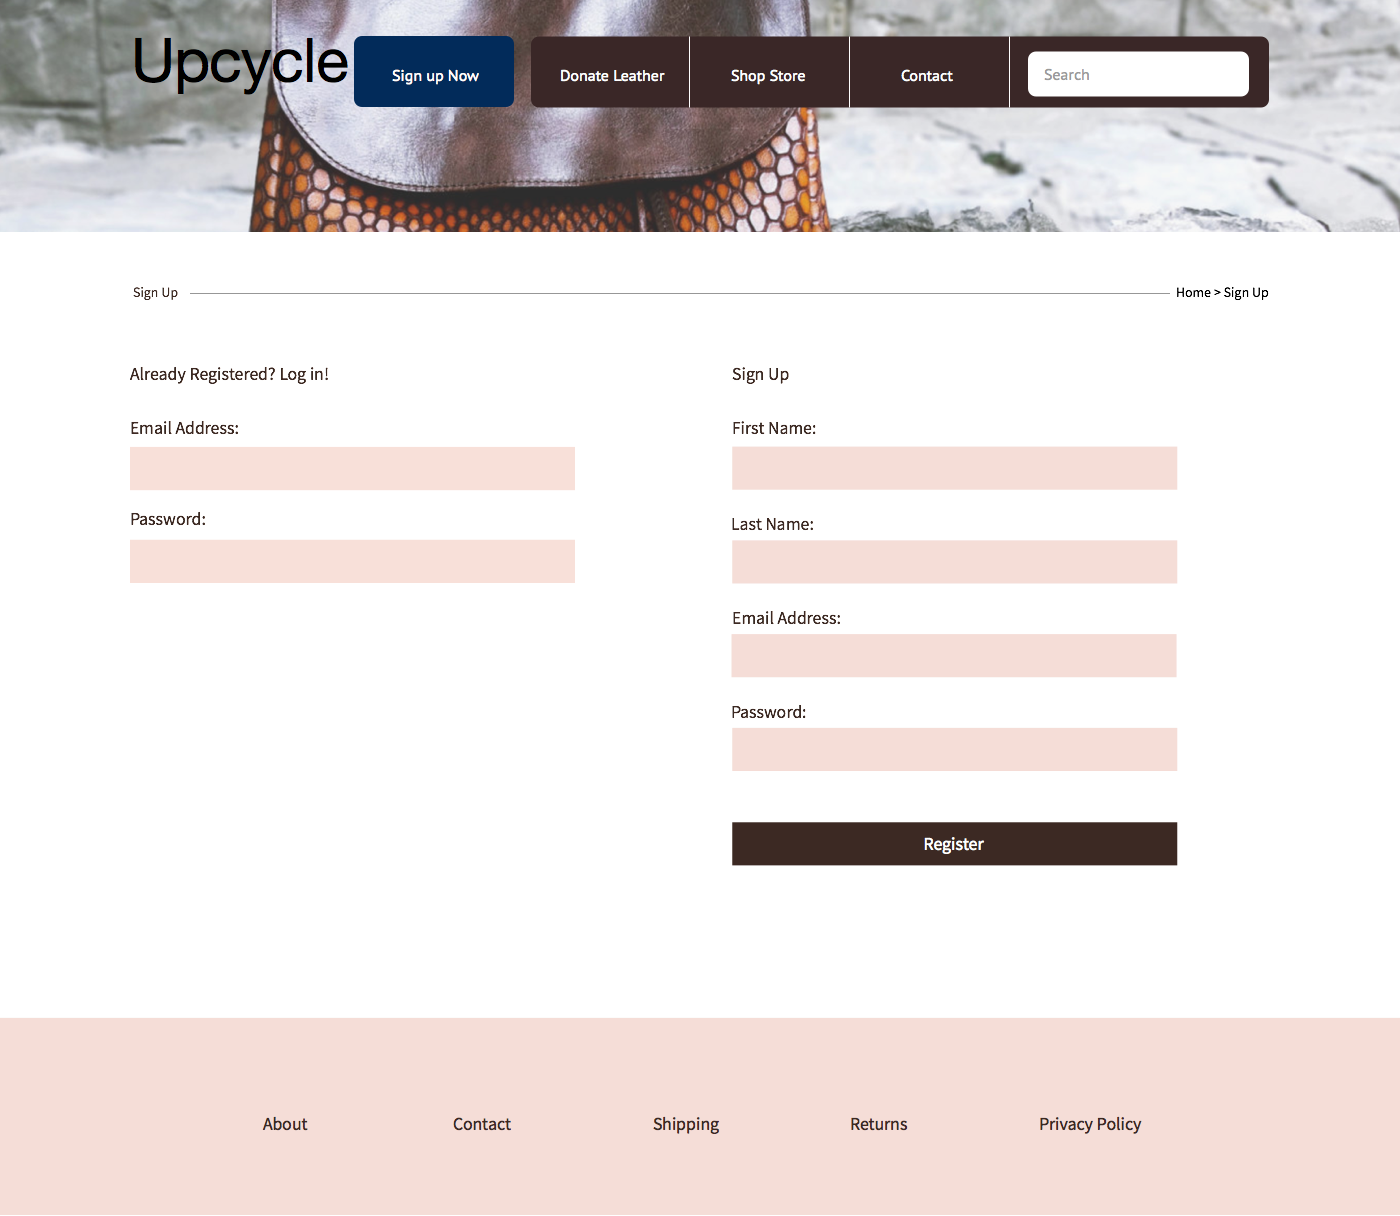 Upcycle
Sign up Now
Donate Leather
Shop Store
Contact
Search
Sign Up
Home > Sign Up
Already Registered? Log in!
Email Address:
Password:
Sign Up
First Name:
Last Name:
Email Address:
Password:
Register
About
Contact
Shipping
Returns
Privacy Policy